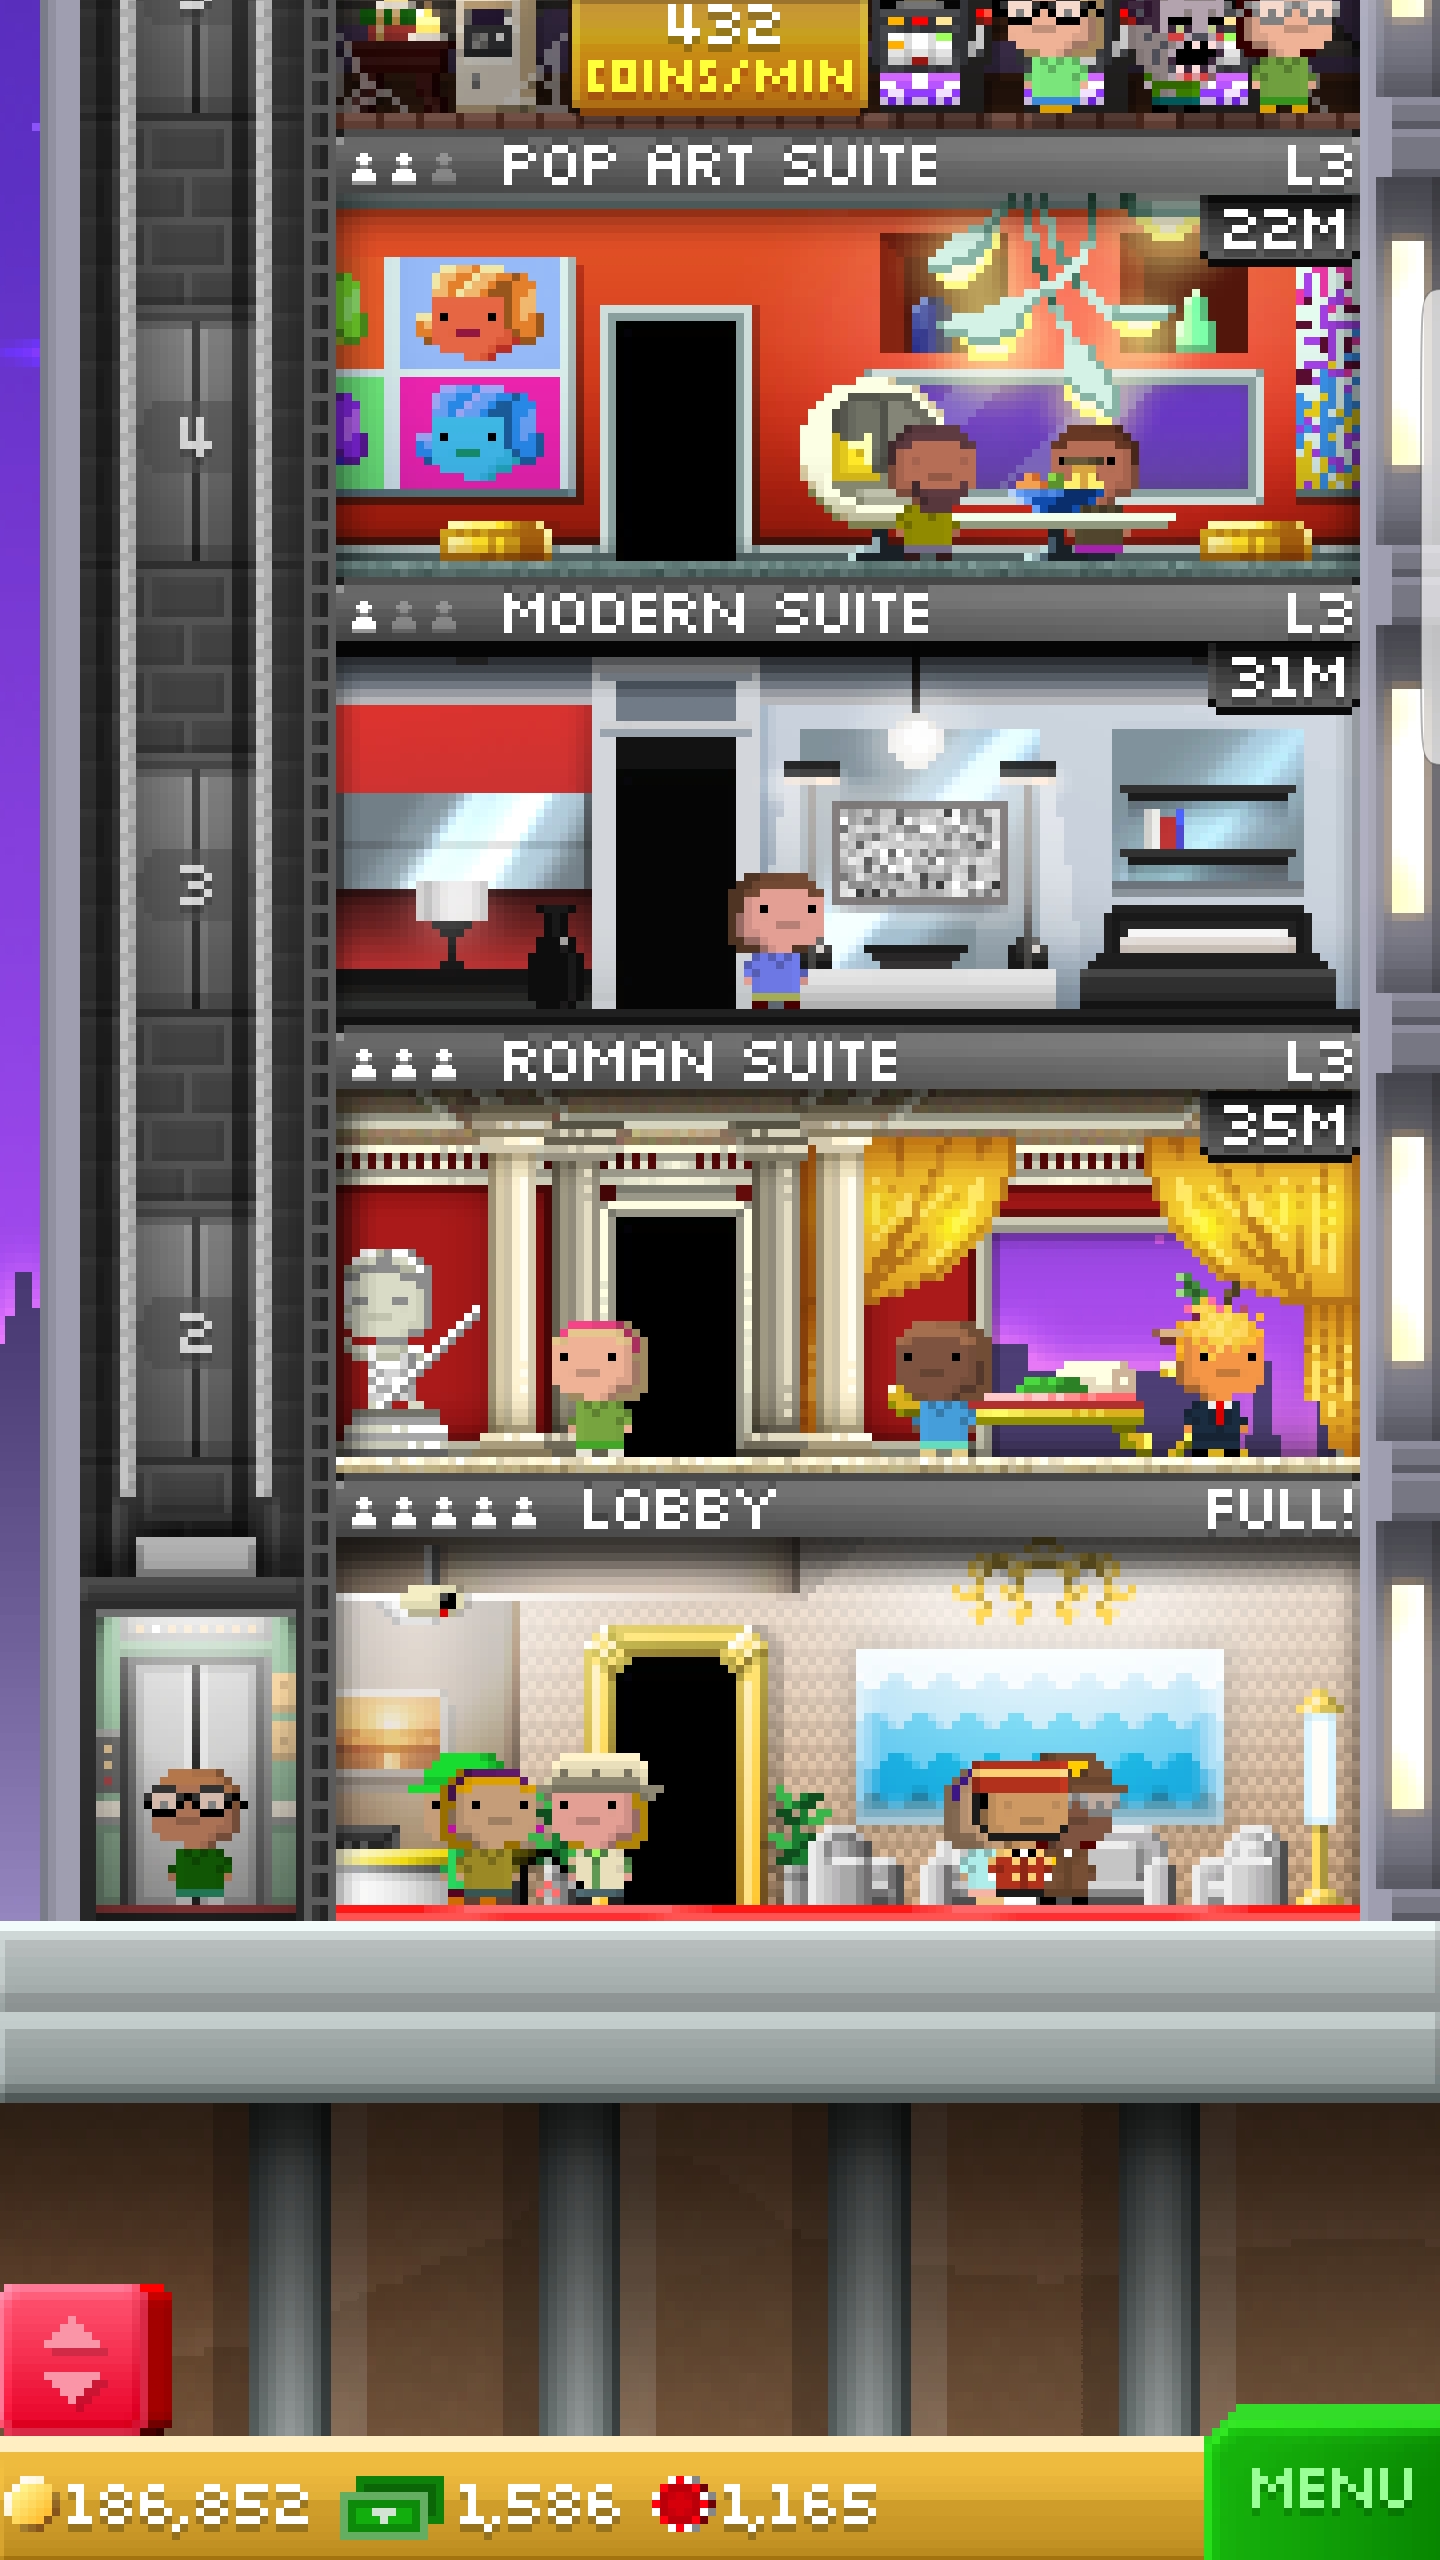 432
COINS/MIN
POP ART SUITE L3
22M
4
MODERN SUITE L3
31M
3
ROMAN SUITE L3
35M
2
LOBBY FULL!
186,852 1,586 1,165
MENU